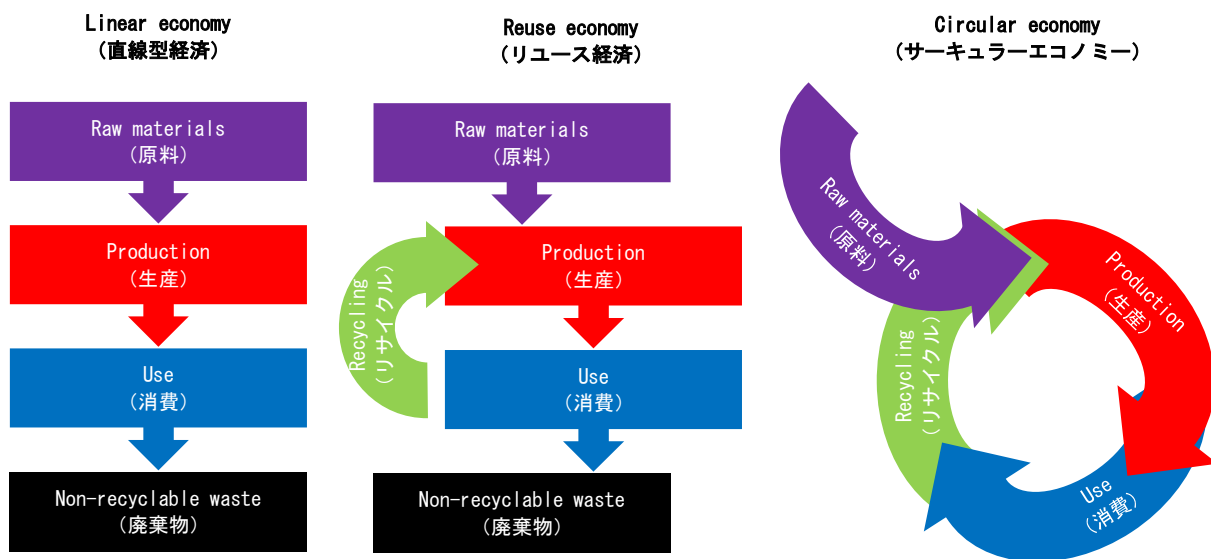 Linear economy
（直線型経済）
Raw materials
（原料）
Production
（生産）
Use
（消費）
Non-recyclable waste
（廃棄物）
Reuse economy
（リユース経済）
Raw materials
（原料）
Recycling
（リサイクル）
Production
（生産）
Use
（消費）
Non-recyclable waste
（廃棄物）
Circular economy
（サーキュラーエコノミー）
Raw materials
（原料）
Production
（生産）
Use
（消費）
Recycling
（リサイクル）